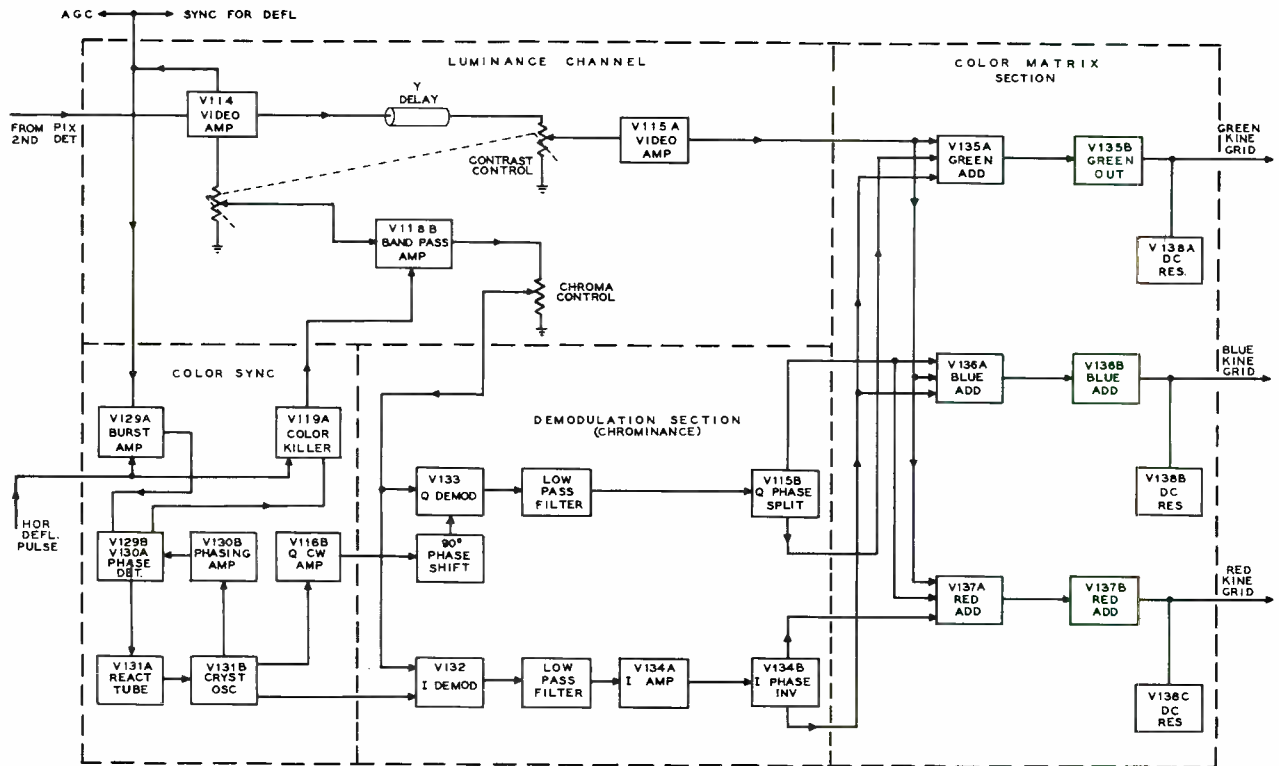 AGC
SYNC FOR DEFL
LUMINANCE CHANNEL
COLOR MATRIX
SECTION
FROM PIX
2ND DET
V114
VIDEO
AMP
Y
DELAY
CONTRAST
CONTROL
V115A
VIDEO
AMP
V135A
GREEN
ADD
V135B
GREEN
OUT
GREEN
KINE
GRID
V138A
DC
RES.
V118B
BAND PASS
AMP
CHROMA
CONTROL
COLOR SYNC
V129A
BURST
AMP
V119A
COLOR
KILLER
DEMODULATION SECTION
(CHROMINANCE)
V136A
BLUE
ADD
V136B
BLUE
ADD
BLUE
KINE
GRID
V138B
DC
RES
HOR
DEFL.
PULSE
V133
Q DEMOD
LOW
PASS
FILTER
V115B
Q PHASE
SPLIT
V129B
V130A
PHASE
DET.
V130B
PHASING
AMP
V116B
Q CW
AMP
90°
PHASE
SHIFT
V137A
RED
ADD
V137B
RED
ADD
RED
KINE
GRID
V131A
REACT
TUBE
V131B
CRYST
OSC
V132
I DEMOD
LOW
PASS
FILTER
V134A
I AMP
V134B
I PHASE
INV
V138C
DC
RES